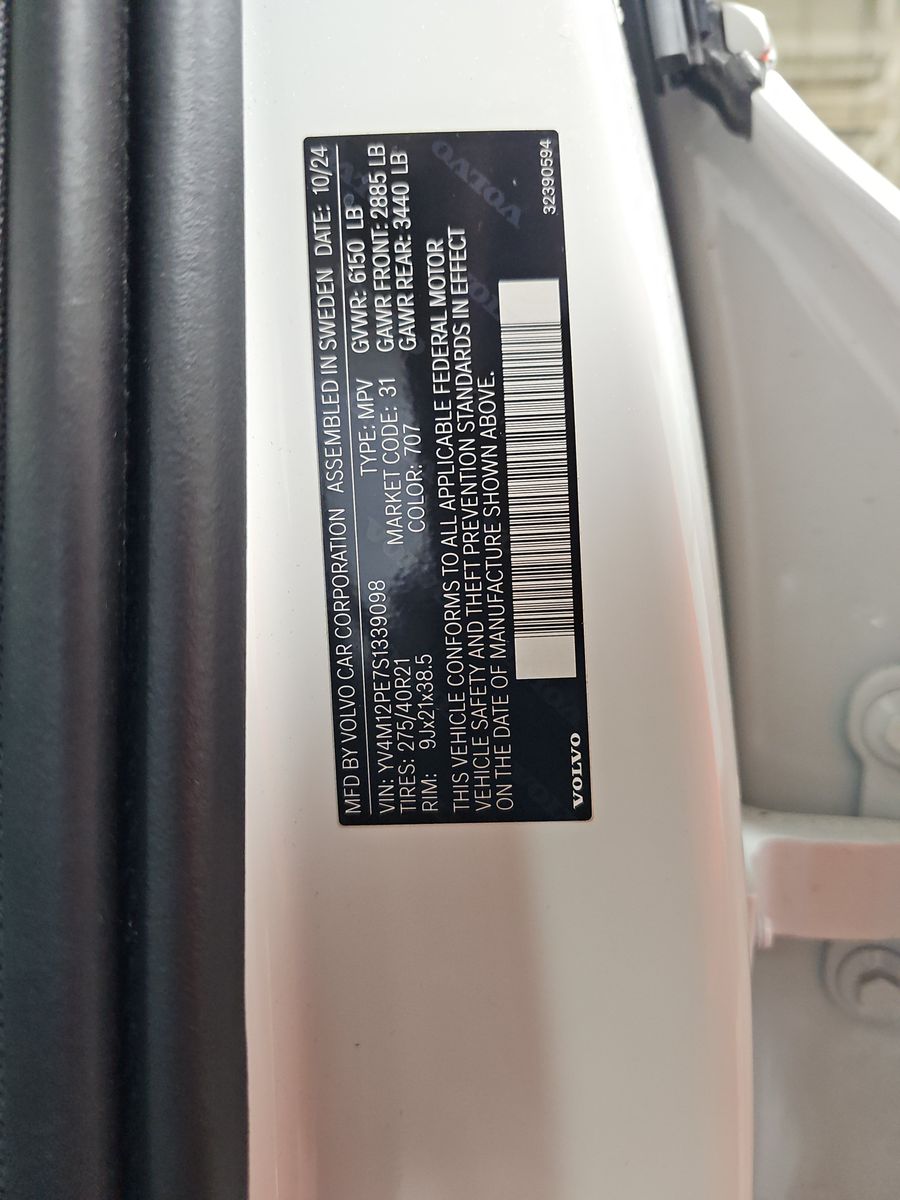 MFD BY VOLVO CAR CORPORATION ASSEMBLED IN SWEDEN DATE: 10/24
VIN: YV4M12PE7S1339098 TYPE: MPV GVWR: 6150 LB
TIRES: 275/40R21 MARKET CODE: 31 GAWR FRONT: 2885 LB
RIM: 9Jx21x38.5 COLOR: 707 GAWR REAR: 3440 LB
THIS VEHICLE CONFORMS TO ALL APPLICABLE FEDERAL MOTOR
VEHICLE SAFETY AND THEFT PREVENTION STANDARDS IN EFFECT
ON THE DATE OF MANUFACTURE SHOWN ABOVE.
VOLVO
32390594
VOLVO